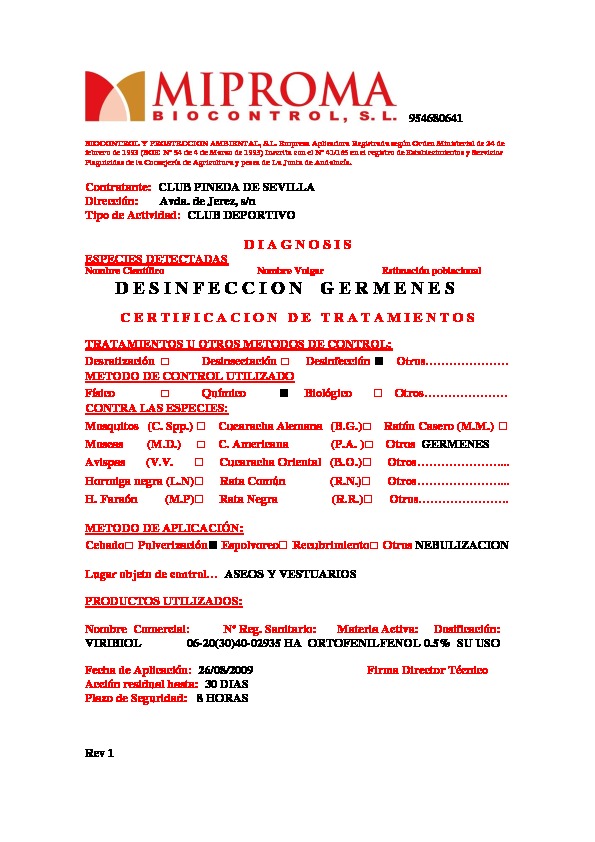 MIPROMA
BIOCONTROL, S.L. 954680641
BIOCONTROL Y PROSTRICCION AMBIENTAL, S.L. Empresa Aplicadora Registrada según Orden Ministerial de 24 de
febrero de 1993 (BOE Nº 54 de 4 de Marzo de 1993) Inscrita con el Nº 41/165 en el registro de Establecimientos y Servicios
Plaguicidas de la Consejería de Agricultura y pesca de La Junta de Andalucía.
Contratante: CLUB PINEDA DE SEVILLA
Dirección: Avda. de Jerez, s/n
Tipo de Actividad: CLUB DEPORTIVO
DIAGNOSIS
ESPECIES DETECTADAS
Nombre Científico Nombre Vulgar Estimación poblacional
DESINFECCION GERMENES
CERTIFICACION DE TRATAMIENTOS
TRATAMIENTOS U OTROS METODOS DE CONTROL:
Desratización □ Desinsectación □ Desinfección ■ Otros…………………
METODO DE CONTROL UTILIZADO
Físico □ Químico ■ Biológico □ Otros…………………
CONTRA LAS ESPECIES:
Mosquitos (C. Spp.) □ Cucaracha Alemana (B.G.)□ Ratón Casero (M.M.) □
Moscas (M.D.) □ C. Americana (P.A. )□ Otros GERMENES
Avispas (V.V. □ Cucaracha Oriental (B.O.)□ Otros…………………...
Hormiga negra (L.N)□ Rata Común (R.N.)□ Otros…………………...
H. Faraón (M.P)□ Rata Negra (R.R.)□ Otros………………….
METODO DE APLICACIÓN:
Cebado□ Pulverización■ Espolvoreo□ Recubrimiento□ Otros NEBULIZACION
Lugar objeto de control… ASEOS Y VESTUARIOS
PRODUCTOS UTILIZADOS:
Nombre Comercial: Nº Reg. Sanitario: Materia Activa: Dosificación:
VIRIBIOL 06-20(30)40-02935 HA ORTOFENILFENOL 0.5% SU USO
Fecha de Aplicación: 26/08/2009 Firma Director Técnico
Acción residual hasta: 30 DIAS
Plazo de Seguridad: 8 HORAS
Rev 1